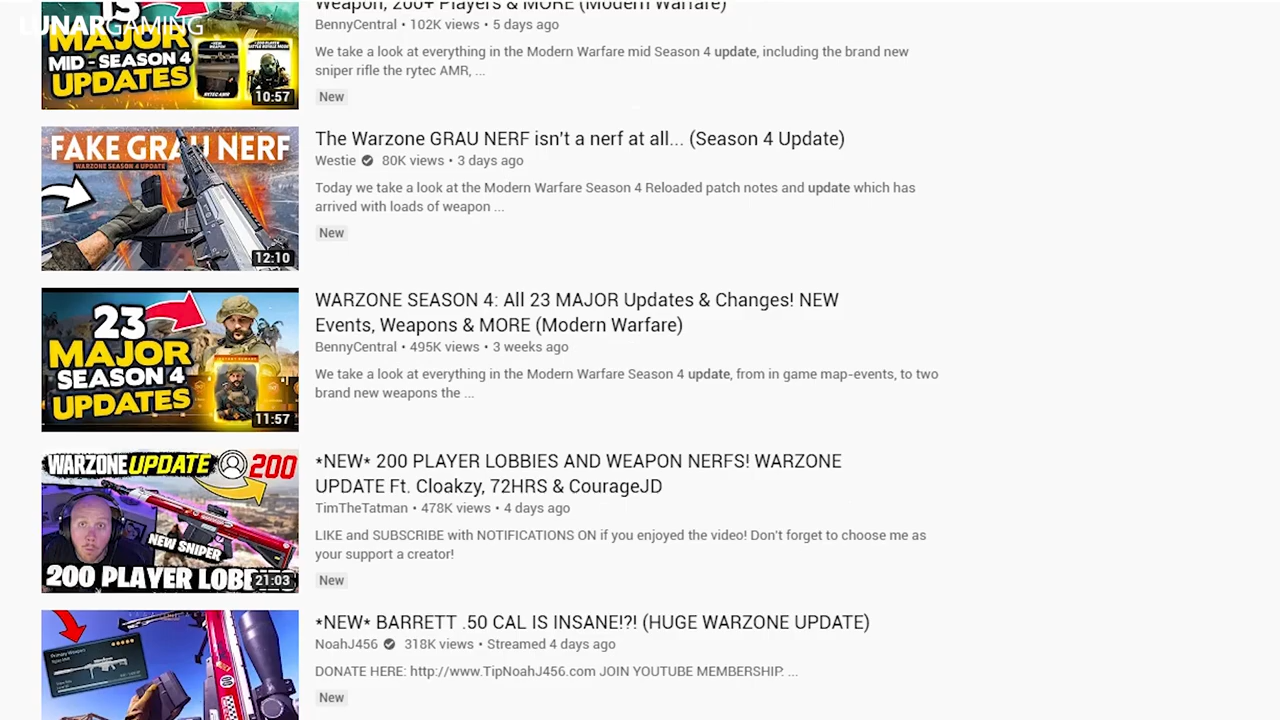 LUNARGAMING
Weapon, 200+ Players & MORE (Modern Warfare)
BennyCentral • 102K views • 5 days ago
We take a look at everything in the Modern Warfare mid Season 4 update, including the brand new
sniper rifle the rytec AMR, ...
New
15
MAJOR
MID - SEASON 4
UPDATES
RYTEC AMR
10:57
The Warzone GRAU NERF isn't a nerf at all... (Season 4 Update)
Westie 80K views • 3 days ago
Today we take a look at the Modern Warfare Season 4 Reloaded patch notes and update which has
arrived with loads of weapon ...
New
FAKE GRAU NERF
WARZONE SEASON 4 UPDATE
12:10
WARZONE SEASON 4: All 23 MAJOR Updates & Changes! NEW
Events, Weapons & MORE (Modern Warfare)
BennyCentral • 495K views • 3 weeks ago
We take a look at everything in the Modern Warfare Season 4 update, from in game map-events, to two
brand new weapons the ...
23
MAJOR
SEASON 4
UPDATES
11:57
*NEW* 200 PLAYER LOBBIES AND WEAPON NERFS! WARZONE
UPDATE Ft. Cloakzy, 72HRS & CourageJD
TimTheTatman • 478K views • 4 days ago
LIKE and SUBSCRIBE with NOTIFICATIONS ON if you enjoyed the video! Don't forget to choose me as
your support a creator!
New
WARZONE UPDATE 200
NEW SNIPER
200 PLAYER LOBB
21:03
*NEW* BARRETT .50 CAL IS INSANE!?! (HUGE WARZONE UPDATE)
NoahJ456 318K views • Streamed 4 days ago
DONATE HERE: http://www.TipNoahJ456.com JOIN YOUTUBE MEMBERSHIP: ...
New
Primary Weapon